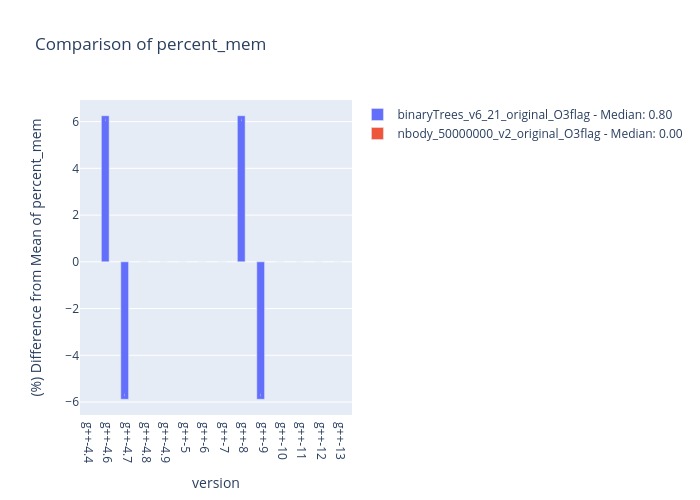 Comparison of percent_mem
binaryTrees_v6_21_original_O3flag - Median: 0.80
nbody_50000000_v2_original_O3flag - Median: 0.00
(%) Difference from Mean of percent_mem
6
4
2
0
−2
−4
−6
g++-4.4
g++-4.6
g++-4.7
g++-4.8
g++-4.9
g++-5
g++-6
g++-7
g++-8
g++-9
g++-10
g++-11
g++-12
g++-13
version